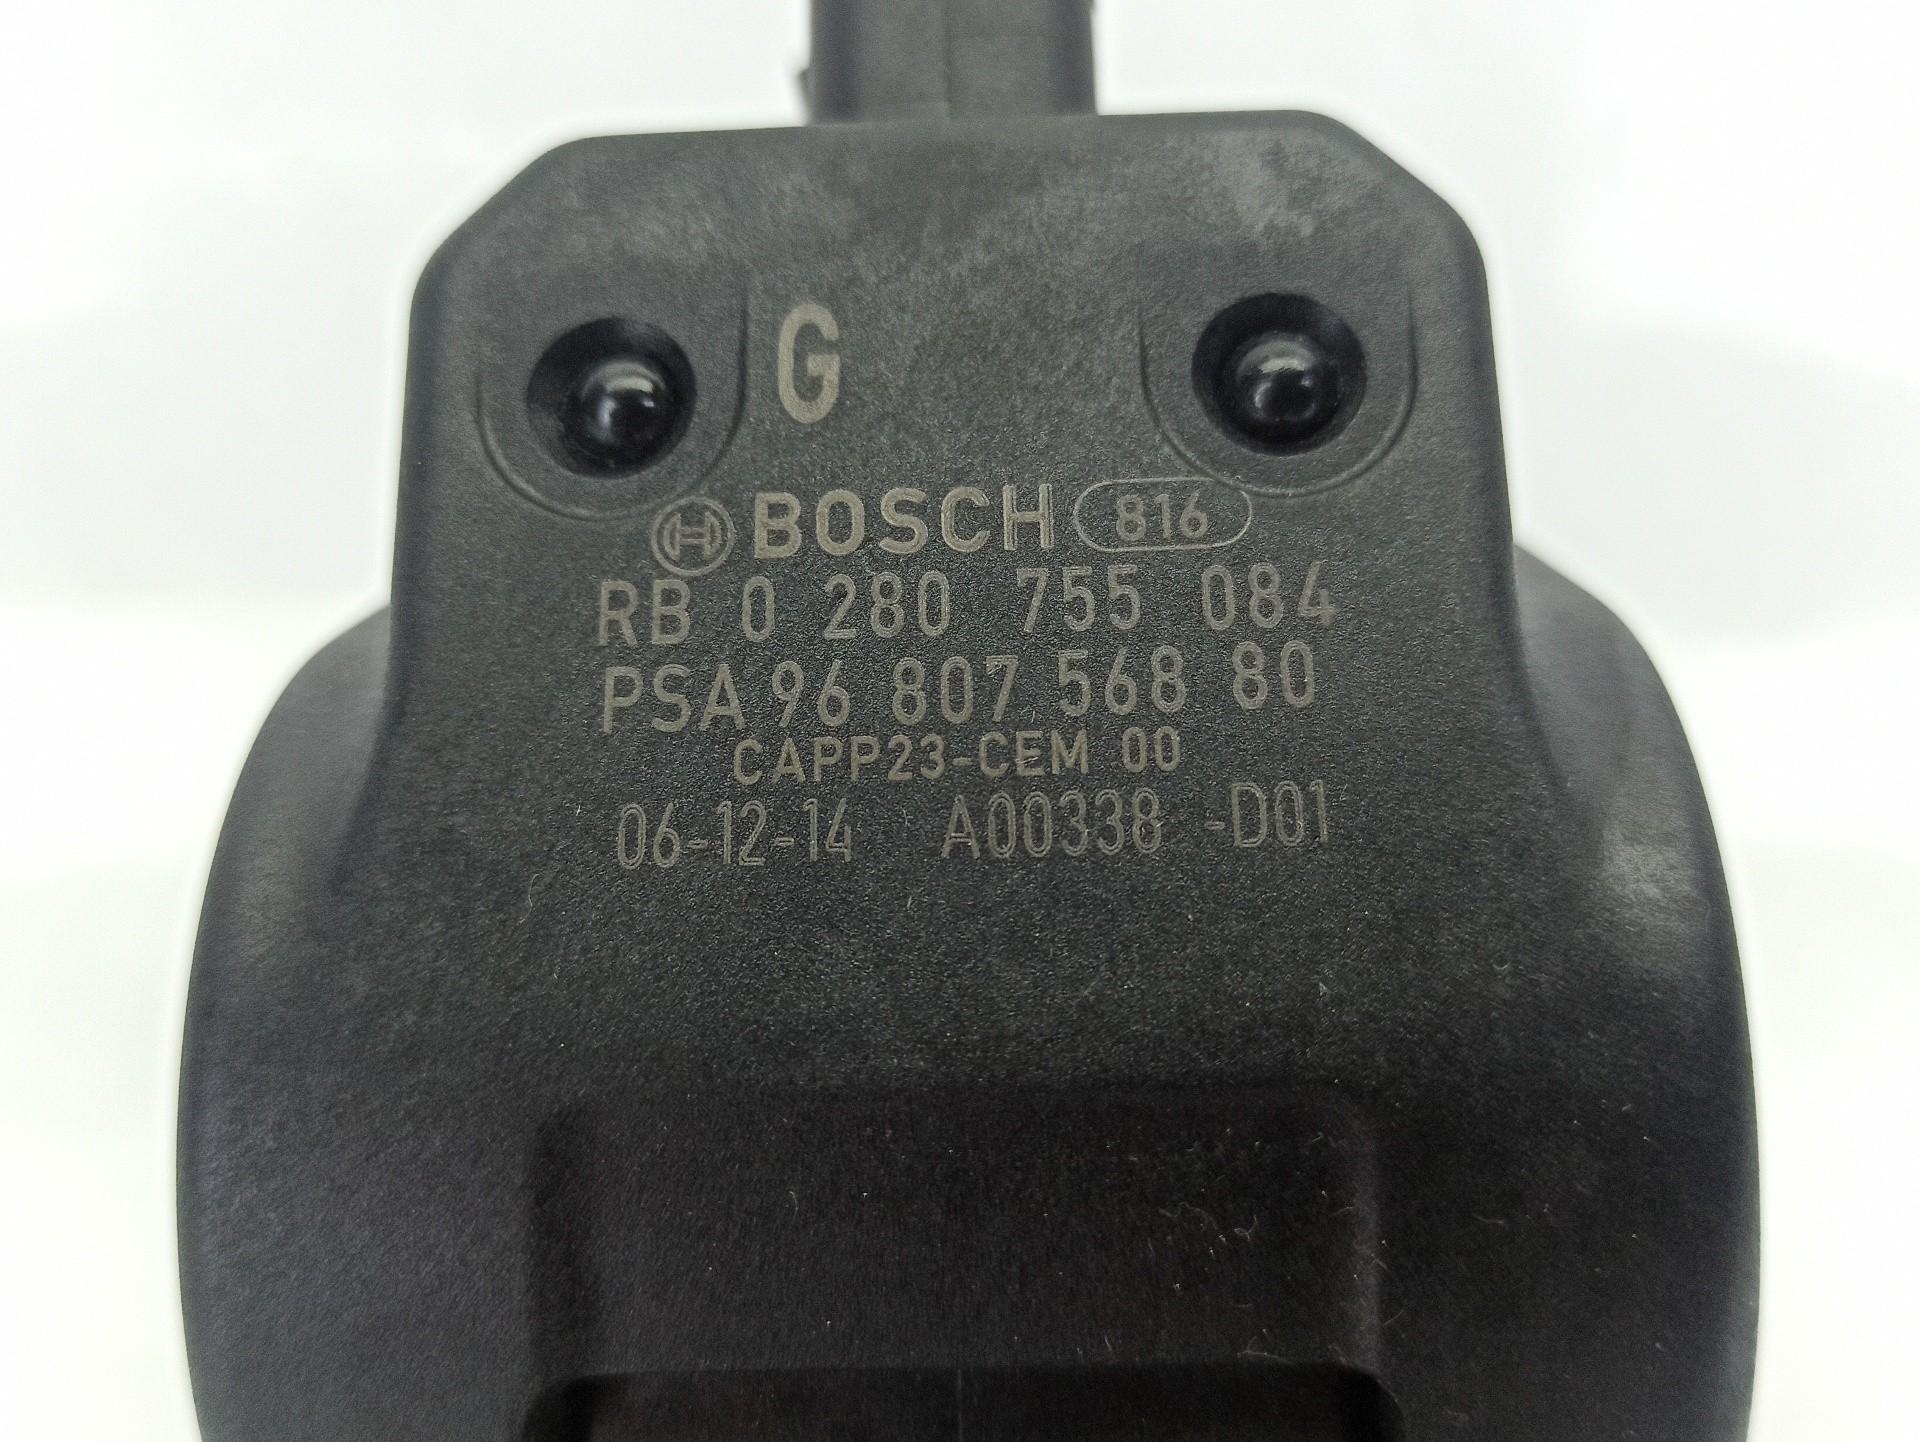 G
BOSCH 816
RB 0 280 755 084
PSA 96 807 568 80
CAPP23-CEM 00
06-12-14 A00338 -D01